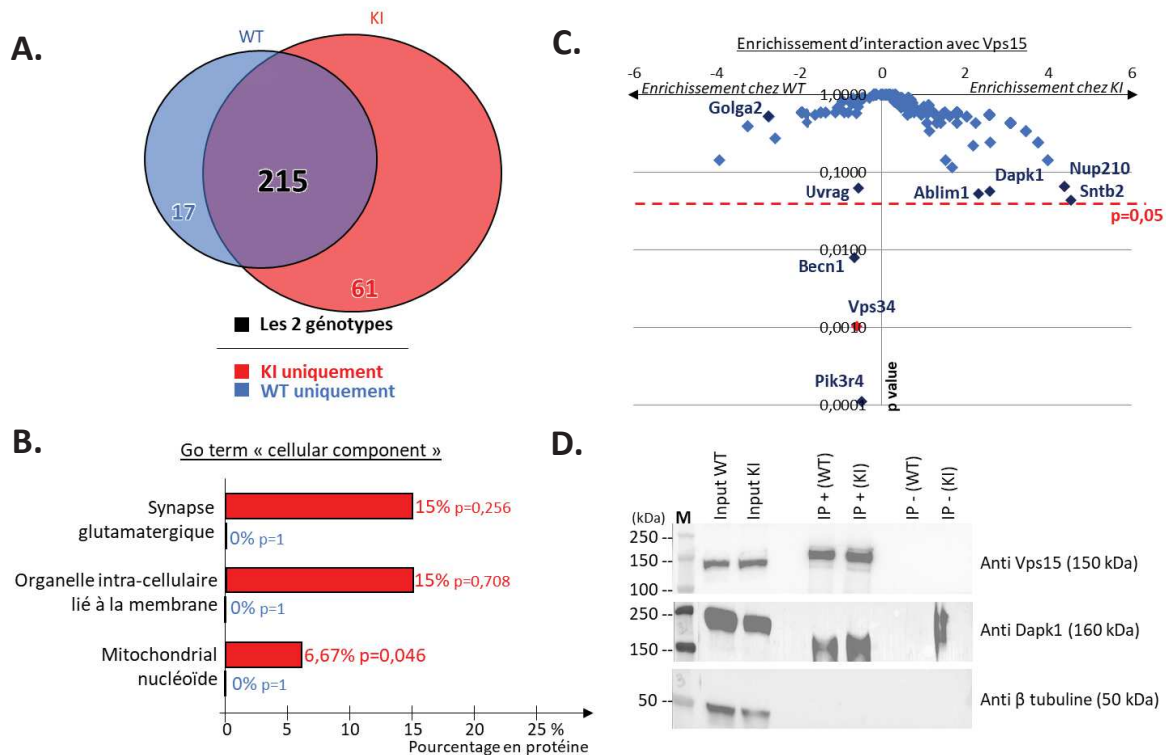 A.
WT
KI
215
17
61
Les 2 génotypes
KI uniquement
WT uniquement
B.
Go term « cellular component »
Synapse
glutamatergique
15% p=0,256
0% p=1
Organelle intra-cellulaire
lié à la membrane
15% p=0,708
0% p=1
Mitochondrial
nucléoïde
6,67% p=0,046
0% p=1
0 5 10 15 20 25 %
Pourcentage en protéine
C.
Enrichissement d'interaction avec Vps15
-6 -4 -2 0 2 4 6
Enrichissement chez WT
Enrichissement chez KI
1,0000
Golga2
0,1000
Uvrag
Ablim1
Dapk1
Nup210
Sntb2
p=0,05
0,0100
Becn1
Vps34
0,0010
Pik3r4
0,0001
p value
D.
(kDa)
M
Input WT
Input KI
IP + (WT)
IP + (KI)
IP - (WT)
IP - (KI)
250 --
150 --
100 --
Anti Vps15 (150 kDa)
M
250 --
150 --
Anti Dapk1 (160 kDa)
50 --
Anti β tubuline (50 kDa)